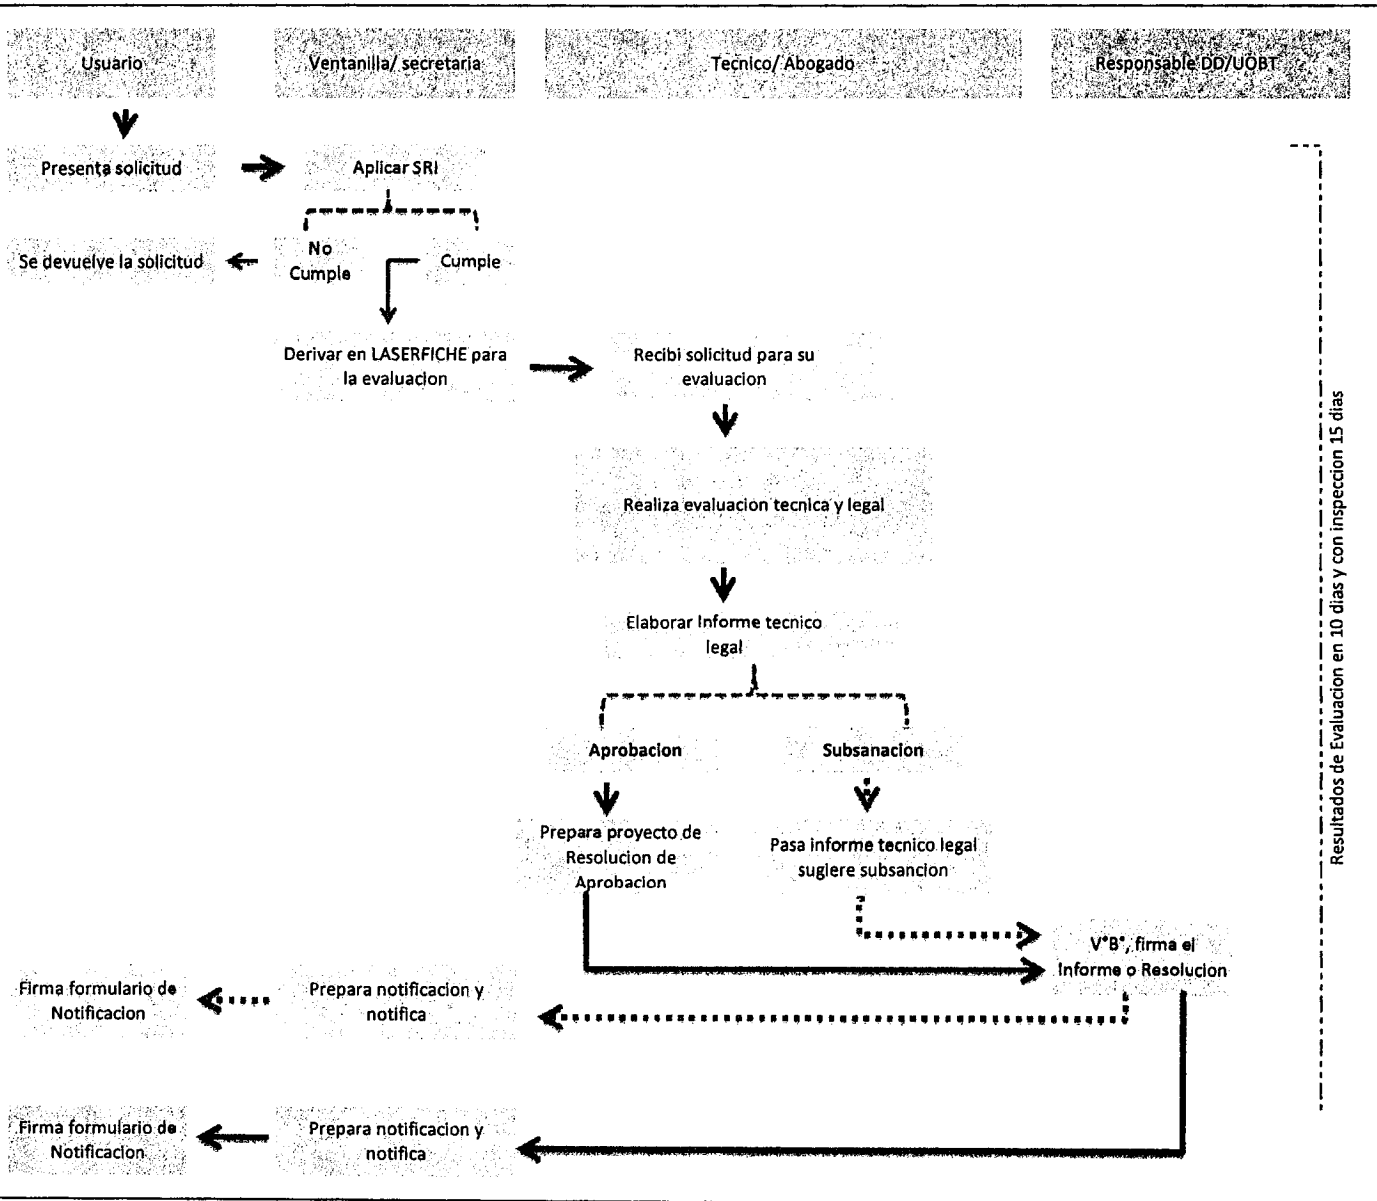 Usuario
Ventanilla/ secretaria
Tecnico/ Abogado
Responsable DD/UOBT
Presenta solicitud
Aplicar SRI
Se devuelve la solicitud
No
Cumple
Cumple
Derivar en LASERFICHE para
la evaluacion
Recibi solicitud para su
evaluacion
Realiza evaluacion tecnica y legal
Elaborar Informe tecnico
legal
Aprobacion
Subsanacion
Prepara proyecto de
Resolucion de
Aprobacion
Pasa informe tecnico legal
sugiere subsancion
V°B°, firma el
Informe o Resolucion
Firma formulario de
Notificacion
Prepara notificacion y
notifica
Firma formulario de
Notificacion
Prepara notificacion y
notifica
Resultados de Evaluacion en 10 dias y con inspeccion 15 dias